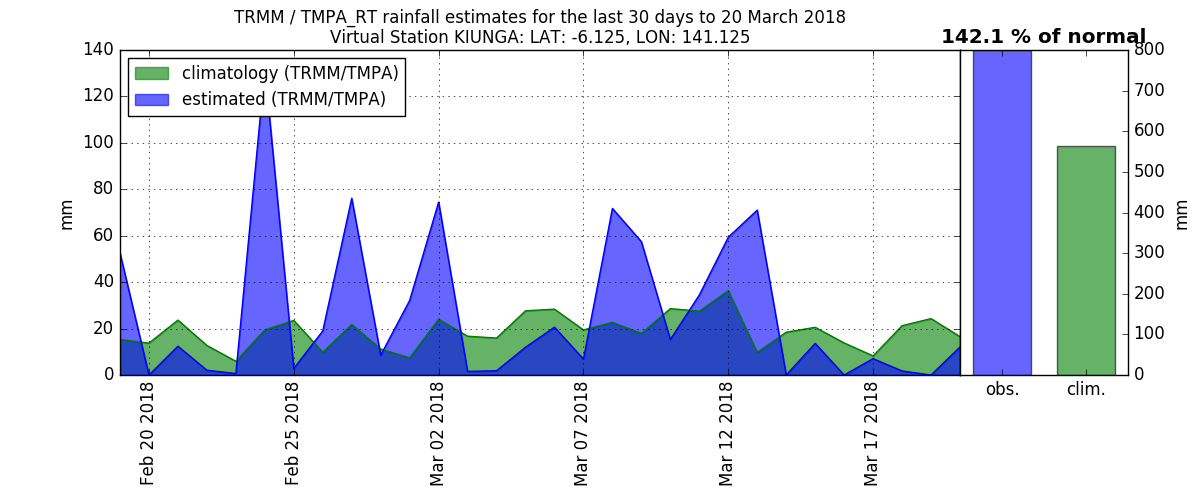 TRMM / TMPA_RT rainfall estimates for the last 30 days to 20 March 2018
Virtual Station KIUNGA: LAT: -6.125, LON: 141.125
142.1 % of normal
climatology (TRMM/TMPA)
estimated (TRMM/TMPA)
mm
140
120
100
80
60
40
20
0
Feb 20 2018
Feb 25 2018
Mar 02 2018
Mar 07 2018
Mar 12 2018
Mar 17 2018
obs.
clim.
800
700
600
500
400
300
200
100
0
mm